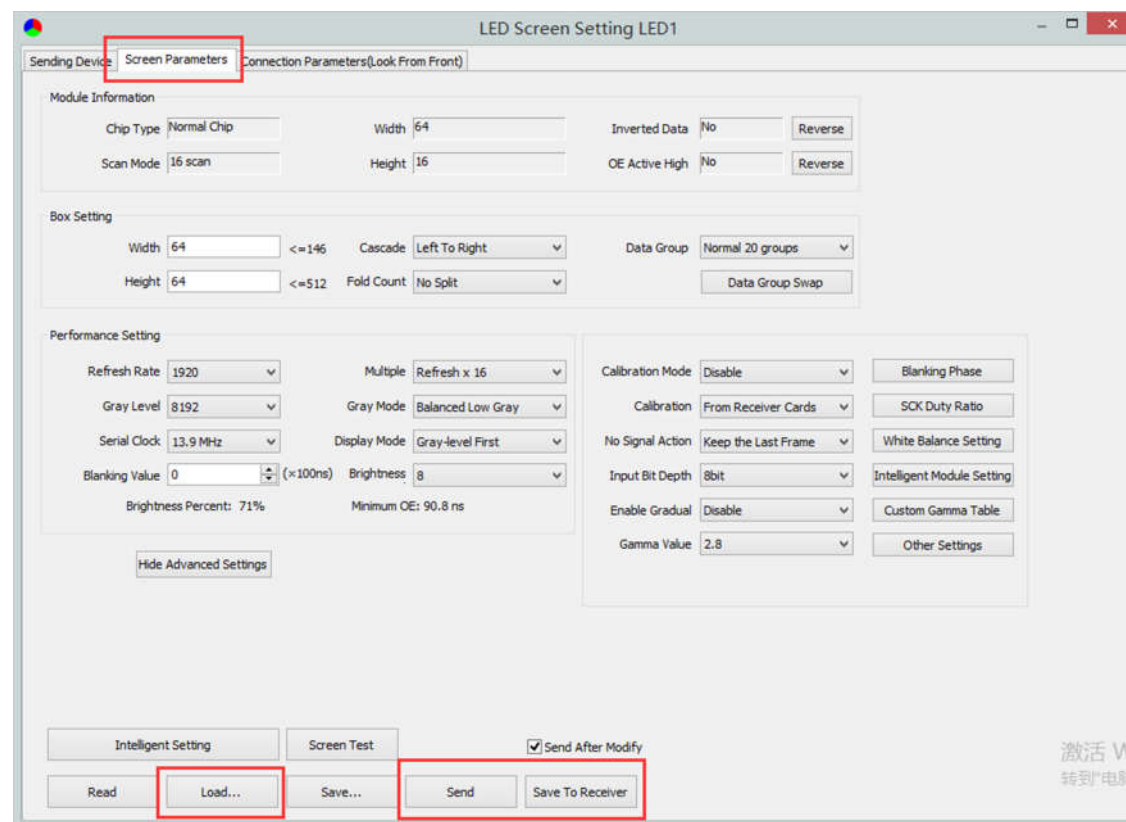 LED Screen Setting LED1
Sending Device Screen Parameters Connection Parameters(Look From Front)
Module Information
Chip Type Normal Chip Width 64 Inverted Data No Reverse
Scan Mode 16 scan Height 16 OE Active High No Reverse
Box Setting
Width 64 <=146 Cascade Left To Right Data Group Normal 20 groups
Height 64 <=512 Fold Count No Split Data Group Swap
Performance Setting
Refresh Rate 1920 Multiple Refresh x 16 Calibration Mode Disable Blanking Phase
Gray Level 8192 Gray Mode Balanced Low Gray Calibration From Receiver Cards SCK Duty Ratio
Serial Clock 13.9 MHz Display Mode Gray-level First No Signal Action Keep the Last Frame White Balance Setting
Blanking Value 0 (×100ns) Brightness 8 Input Bit Depth 8bit Intelligent Module Setting
Brightness Percent: 71% Minimum OE: 90.8 ns Enable Gradual Disable Custom Gamma Table
Gamma Value 2.8 Other Settings
Hide Advanced Settings
Intelligent Setting Screen Test Send After Modify
激活 W
Read Load... Save... Send Save To Receiver
转到"电脑